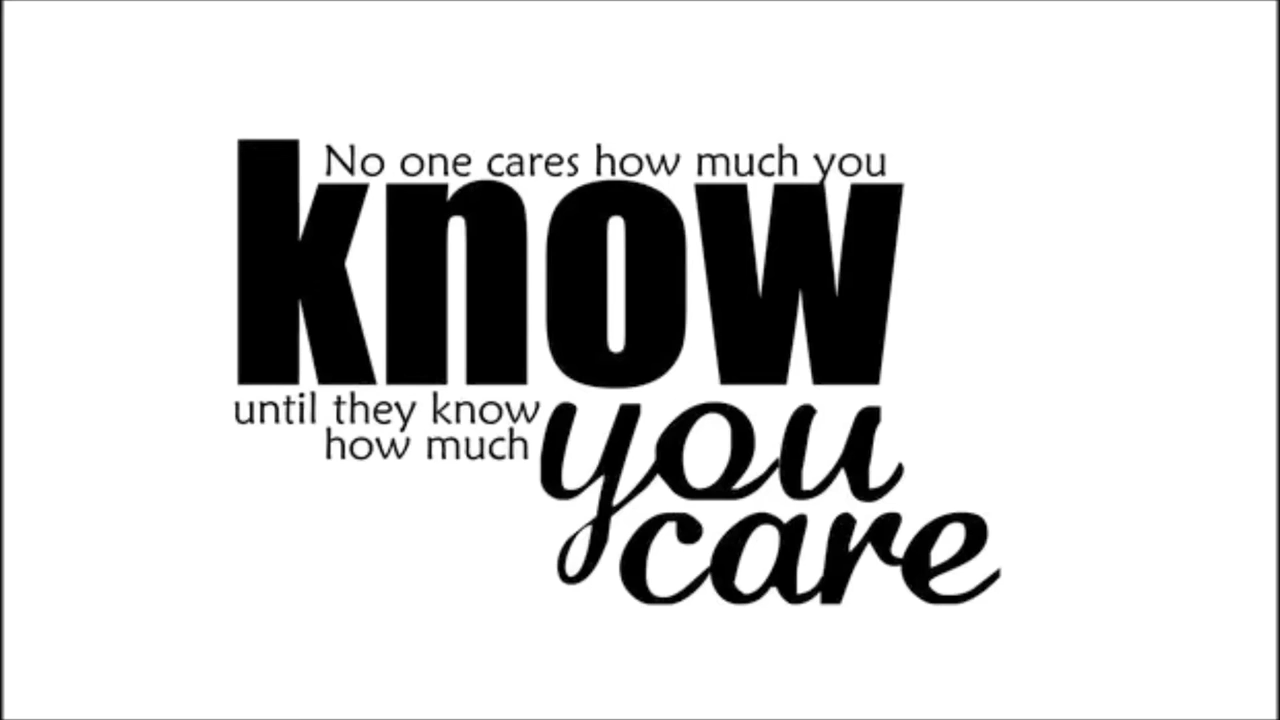 No one cares how much you
know
until they know
how much
you
care